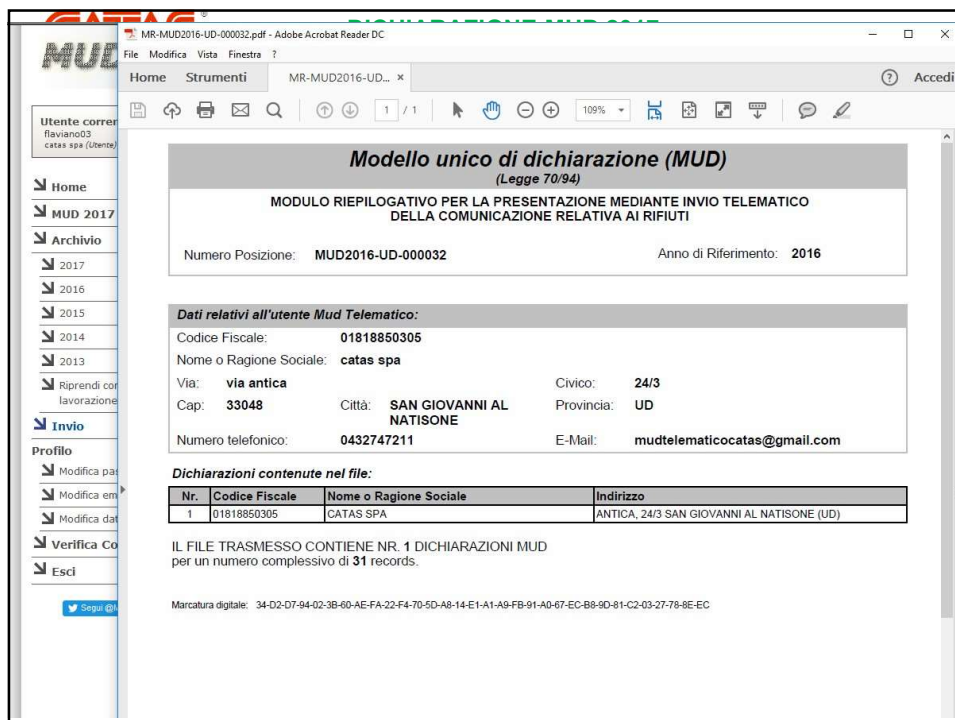 MR-MUD2016-UD-000032.pdf - Adobe Acrobat Reader DC
File Modifica Vista Finestra ?
Home Strumenti MR-MUD2016-UD... × ? Accedi
1 / 1 109%
MUD
Utente corren
flaviano03
catas spa (Utente)
Home
MUD 2017
Archivio
2017
2016
2015
2014
2013
Riprendi com
lavorazione
Invio
Profilo
Modifica pas
Modifica em
Modifica dat
Verifica Co
Esci
Segui @M
Modello unico di dichiarazione (MUD)
(Legge 70/94)
MODULO RIEPILOGATIVO PER LA PRESENTAZIONE MEDIANTE INVIO TELEMATICO
DELLA COMUNICAZIONE RELATIVA AI RIFIUTI
Numero Posizione: MUD2016-UD-000032 Anno di Riferimento: 2016
Dati relativi all'utente Mud Telematico:
Codice Fiscale: 01818850305
Nome o Ragione Sociale: catas spa
Via: via antica Civico: 24/3
Cap: 33048 Città: SAN GIOVANNI AL NATISONE Provincia: UD
Numero telefonico: 0432747211 E-Mail: mudtelematicocatas@gmail.com
Dichiarazioni contenute nel file:
Nr. Codice Fiscale Nome o Ragione Sociale Indirizzo
1 01818850305 CATAS SPA ANTICA, 24/3 SAN GIOVANNI AL NATISONE (UD)
IL FILE TRASMESSO CONTIENE NR. 1 DICHIARAZIONI MUD
per un numero complessivo di 31 records.
Marcatura digitale: 34-D2-D7-94-02-3B-60-AE-FA-22-F4-70-5D-A8-14-E1-A1-A9-FB-91-A0-67-EC-B8-9D-81-C2-03-27-78-8E-EC